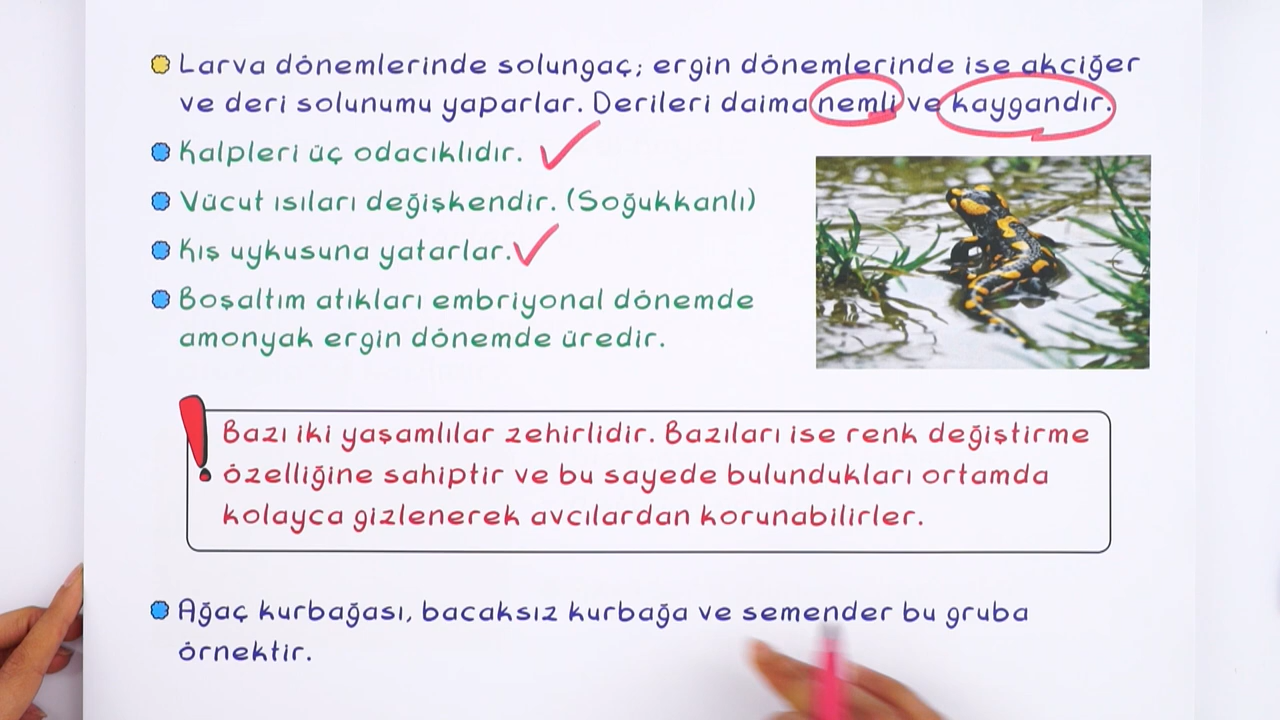 Larva dönemlerinde solungaç; ergin dönemlerinde ise akciğer
ve deri solunumu yaparlar. Derileri daima nemli ve kaygandır.
Kalpleri üç odacıklıdır.
Vücut ısıları değişkendir. (Soğukkanlı)
Kış uykusuna yatarlar.
Boşaltım atıkları embriyonal dönemde
amonyak ergin dönemde üredir.
Bazı iki yaşamlılar zehirlidir. Bazıları ise renk değiştirme
özelliğine sahiptir ve bu sayede bulundukları ortamda
kolayca gizlenerek avcılardan korunabilirler.
Ağaç kurbağası, bacaksız kurbağa ve semender bu gruba
örnektir.